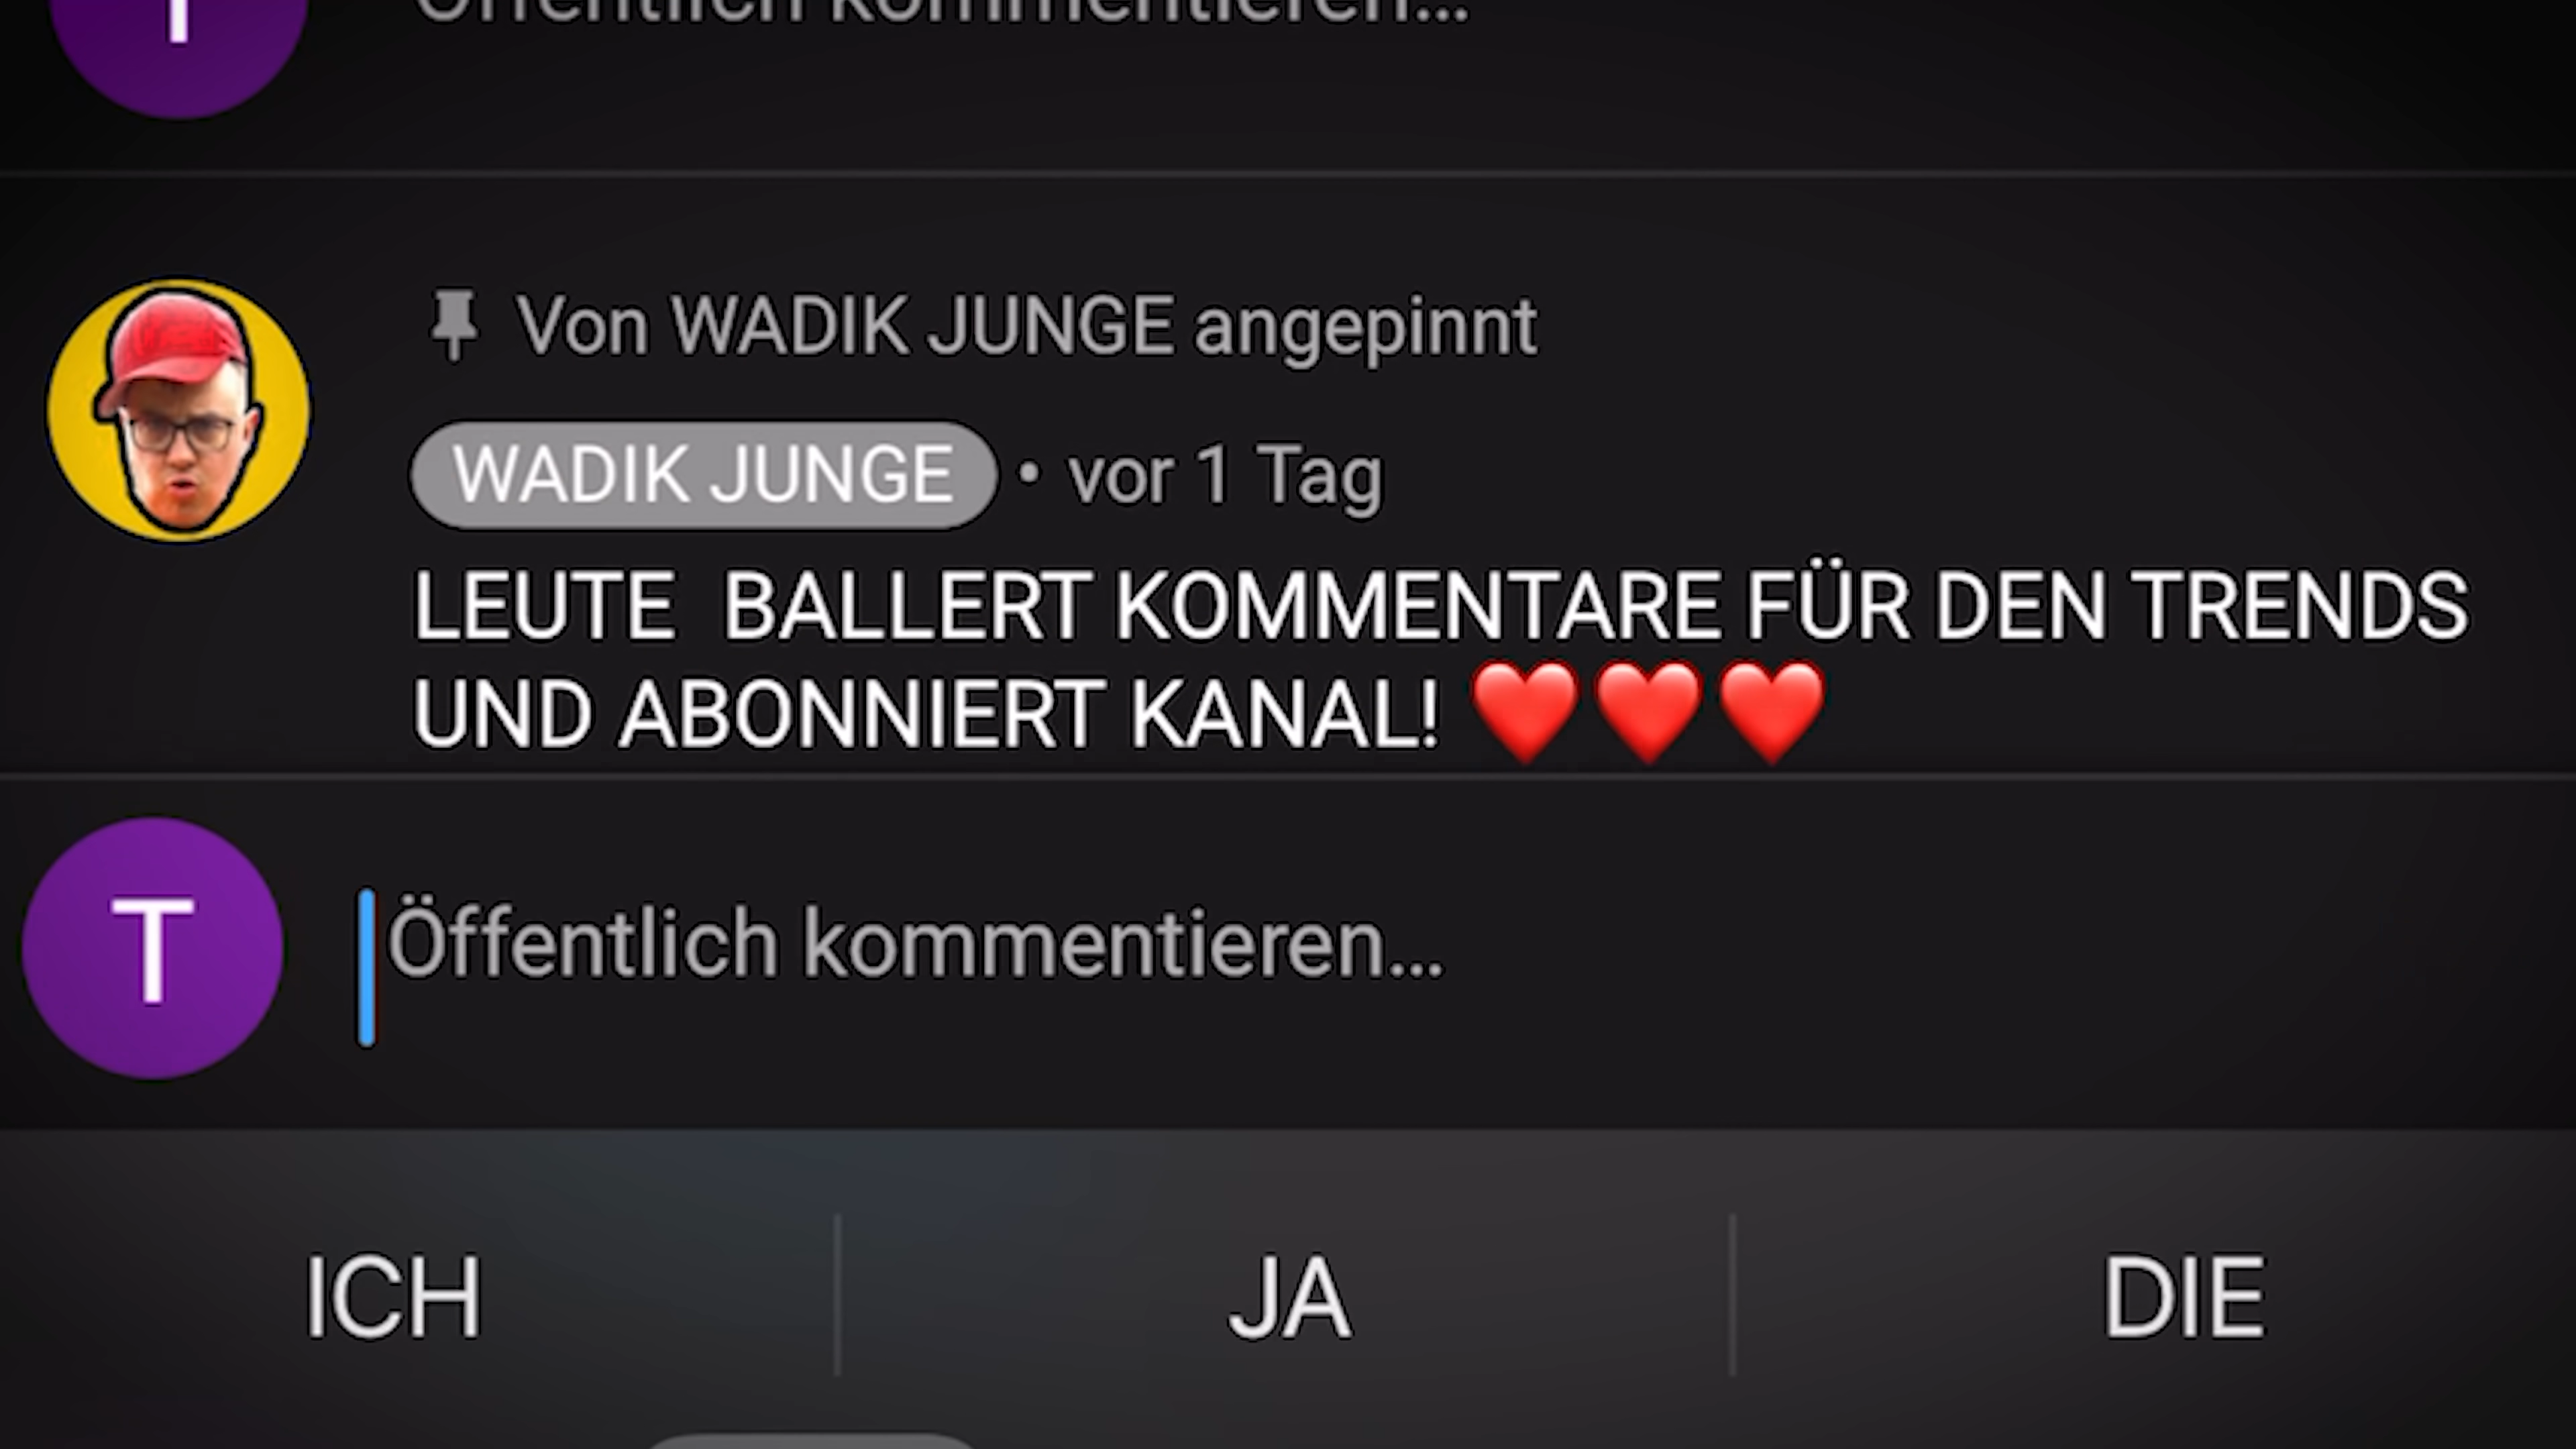 Öffentlich kommentieren...
Von WADIK JUNGE angepinnt
WADIK JUNGE • vor 1 Tag
LEUTE  BALLERT KOMMENTARE FÜR DEN TRENDS
UND ABONNIERT KANAL! ❤️❤️❤️
T
Öffentlich kommentieren...
ICH
JA
DIE